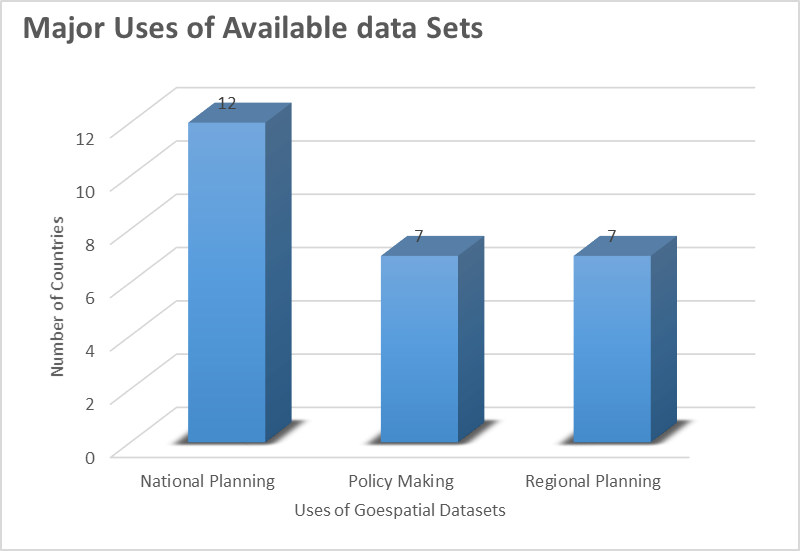 Major Uses of Available data Sets
12
7
7
12
10
8
6
4
2
0
Number of Countries
National Planning
Policy Making
Regional Planning
Uses of Goespatial Datasets